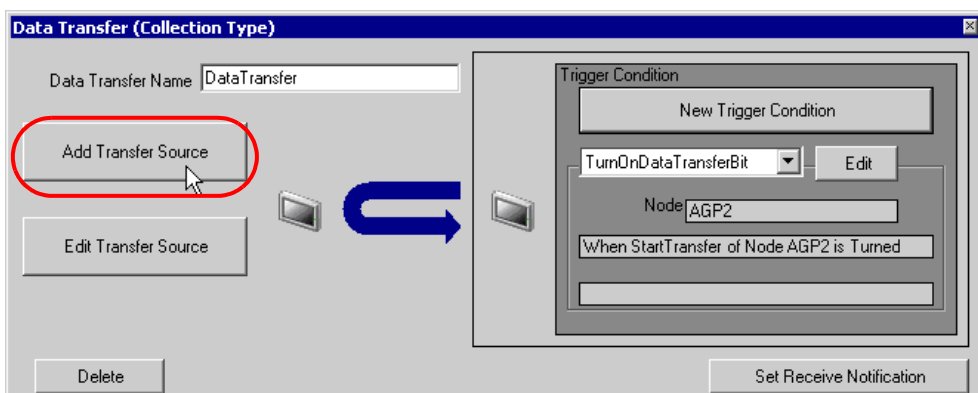 Data Transfer (Collection Type)
Data Transfer Name DataTransfer
Add Transfer Source
Edit Transfer Source
Delete
Trigger Condition
New Trigger Condition
TurnOnDataTransferBit Edit
Node AGP2
When StartTransfer of Node AGP2 is Turned
Set Receive Notification